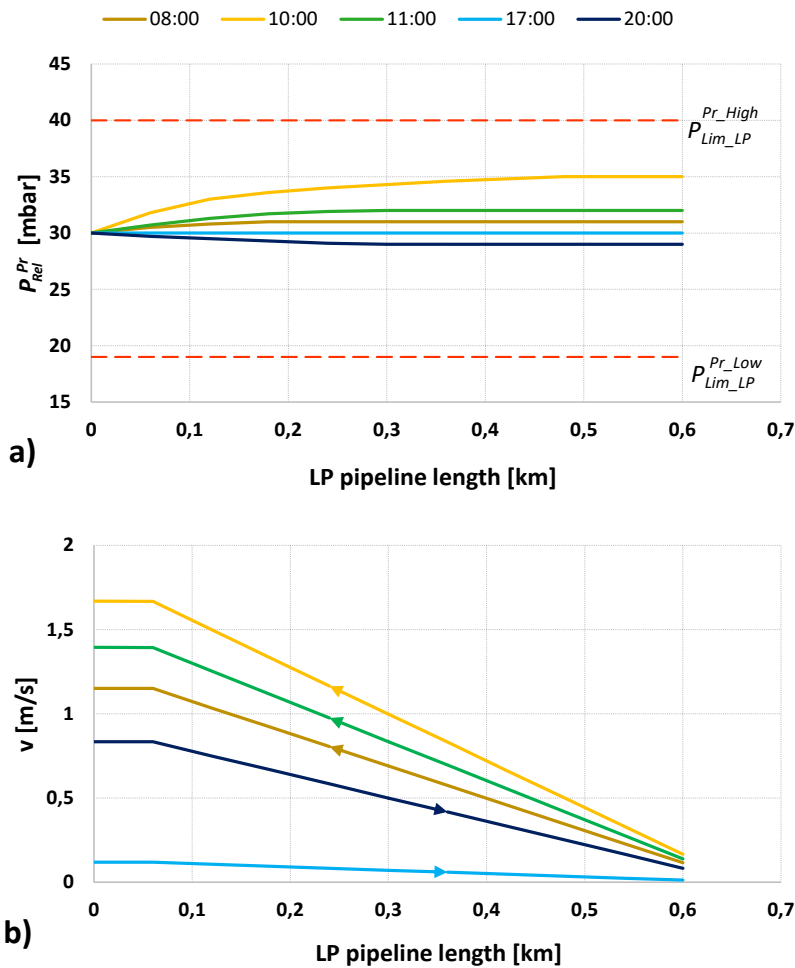 08:00 10:00 11:00 17:00 20:00
45
40
35
30
25
20
15
P_Rel^Pr [mbar]
P_Lim_LP^Pr_High
P_Lim_LP^Pr_Low
0 0,1 0,2 0,3 0,4 0,5 0,6 0,7
a)
LP pipeline length [km]
2
1,5
1
0,5
0
v [m/s]
0 0,1 0,2 0,3 0,4 0,5 0,6 0,7
b)
LP pipeline length [km]